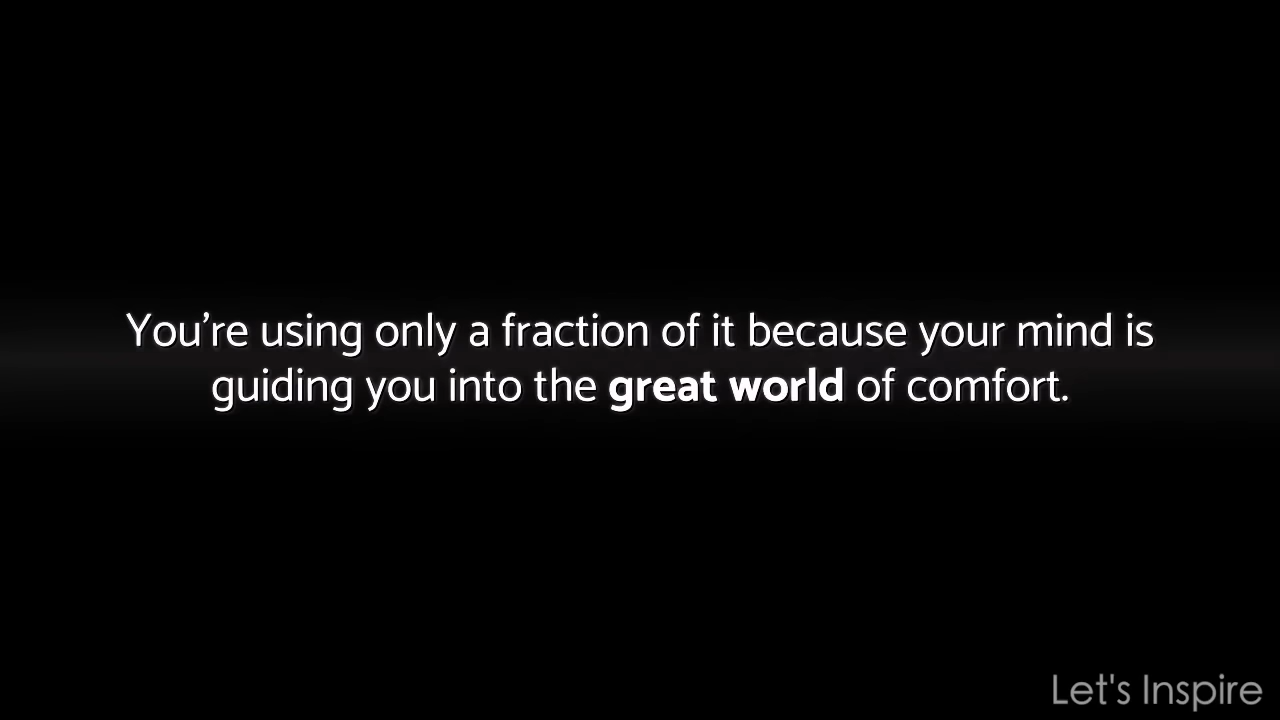 You’re using only a fraction of it because your mind is
guiding you into the great world of comfort.
Let's Inspire